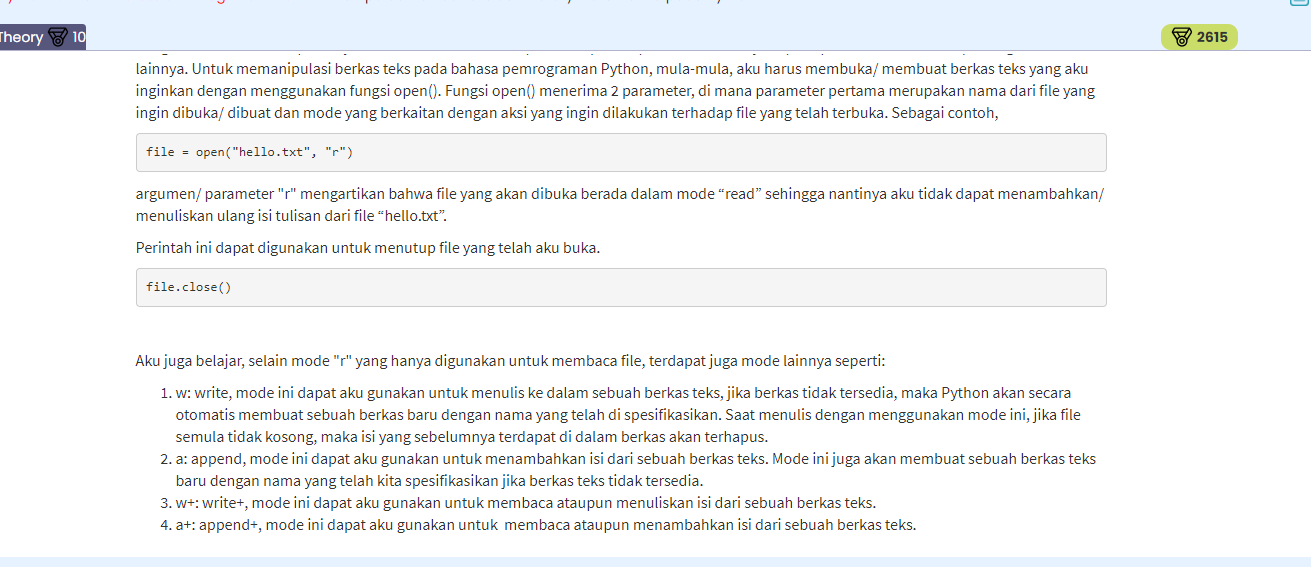 Theory 10
2615
lainnya. Untuk memanipulasi berkas teks pada bahasa pemrograman Python, mula-mula, aku harus membuka/ membuat berkas teks yang aku
inginkan dengan menggunakan fungsi open(). Fungsi open() menerima 2 parameter, di mana parameter pertama merupakan nama dari file yang
ingin dibuka/ dibuat dan mode yang berkaitan dengan aksi yang ingin dilakukan terhadap file yang telah terbuka. Sebagai contoh,
file = open("hello.txt", "r")
argumen/ parameter "r" mengartikan bahwa file yang akan dibuka berada dalam mode “read” sehingga nantinya aku tidak dapat menambahkan/
menuliskan ulang isi tulisan dari file “hello.txt”.
Perintah ini dapat digunakan untuk menutup file yang telah aku buka.
file.close()
Aku juga belajar, selain mode "r" yang hanya digunakan untuk membaca file, terdapat juga mode lainnya seperti:
1. w: write, mode ini dapat aku gunakan untuk menulis ke dalam sebuah berkas teks, jika berkas tidak tersedia, maka Python akan secara
otomatis membuat sebuah berkas baru dengan nama yang telah di spesifikasikan. Saat menulis dengan menggunakan mode ini, jika file
semula tidak kosong, maka isi yang sebelumnya terdapat di dalam berkas akan terhapus.
2. a: append, mode ini dapat aku gunakan untuk menambahkan isi dari sebuah berkas teks. Mode ini juga akan membuat sebuah berkas teks
baru dengan nama yang telah kita spesifikasikan jika berkas teks tidak tersedia.
3. w+: write+, mode ini dapat aku gunakan untuk membaca ataupun menuliskan isi dari sebuah berkas teks.
4. a+: append+, mode ini dapat aku gunakan untuk  membaca ataupun menambahkan isi dari sebuah berkas teks.